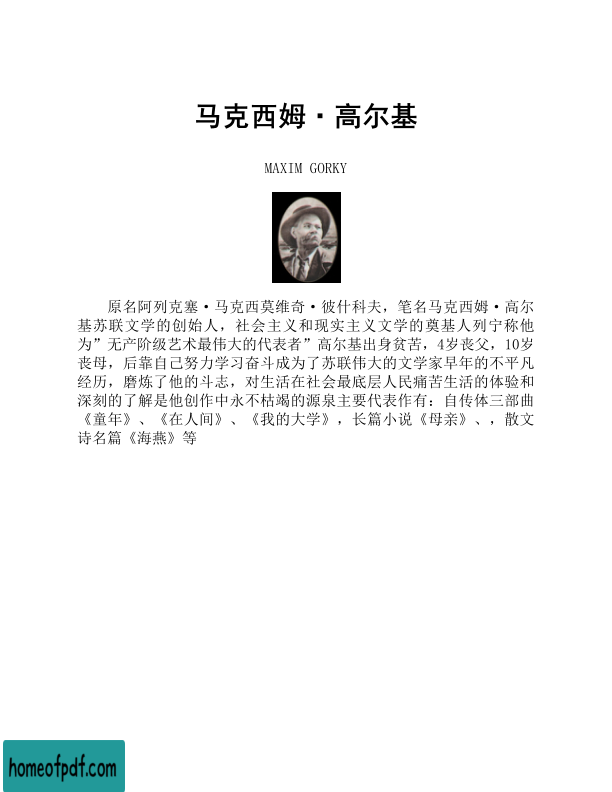 马克西姆·高尔基
MAXIM GORKY
原名阿列克塞·马克西莫维奇·彼什科夫，笔名马克西姆·高尔
基苏联文学的创始人，社会主义和现实主义文学的奠基人列宁称他
为”无产阶级艺术最伟大的代表者”高尔基出身贫苦，4岁丧父，10岁
丧母，后靠自己努力学习奋斗成为了苏联伟大的文学家早年的不平凡
经历，磨炼了他的斗志，对生活在社会最底层人民痛苦生活的体验和
深刻的了解是他创作中永不枯竭的源泉主要代表作有：自传体三部曲
《童年》、《在人间》、《我的大学》，长篇小说《母亲》、，散文
诗名篇《海燕》等
homeofpdf.com